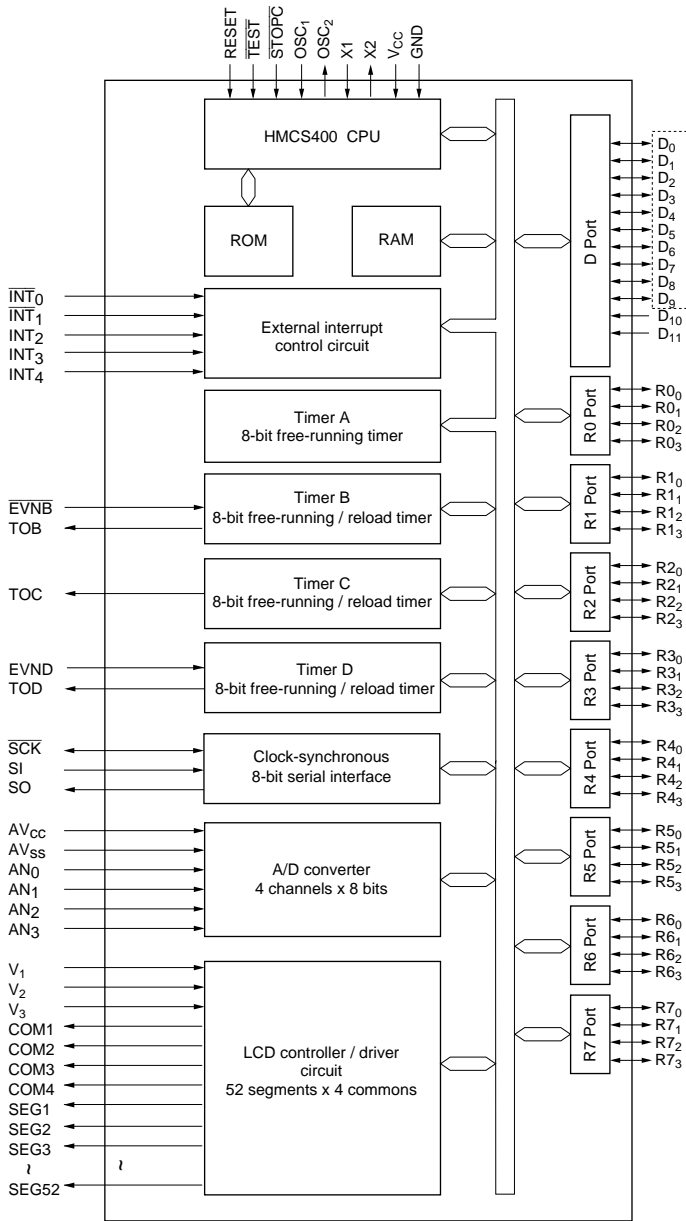 RESET
TEST
STOPC
OSC₁
OSC₂
X1
X2
VCC
GND
HMCS400 CPU
ROM
RAM
D Port
D₀
D₁
D₂
D₃
D₄
D₅
D₆
D₇
D₈
D₉
D₁₀
D₁₁
INT₀
INT₁
INT₂
INT₃
INT₄
External interrupt
control circuit
Timer A
8-bit free-running timer
R0 Port
R0₀
R0₁
R0₂
R0₃
EVNB
TOB
Timer B
8-bit free-running / reload timer
R1 Port
R1₀
R1₁
R1₂
R1₃
TOC
Timer C
8-bit free-running / reload timer
R2 Port
R2₀
R2₁
R2₂
R2₃
EVND
TOD
Timer D
8-bit free-running / reload timer
R3 Port
R3₀
R3₁
R3₂
R3₃
SCK
SI
SO
Clock-synchronous
8-bit serial interface
R4 Port
R4₀
R4₁
R4₂
R4₃
AVcc
AVss
AN₀
AN₁
AN₂
AN₃
A/D converter
4 channels x 8 bits
R5 Port
R5₀
R5₁
R5₂
R5₃
R6 Port
R6₀
R6₁
R6₂
R6₃
V₁
V₂
V₃
COM1
COM2
COM3
COM4
SEG1
SEG2
SEG3
~
SEG52
~
LCD controller / driver
circuit
52 segments x 4 commons
R7 Port
R7₀
R7₁
R7₂
R7₃